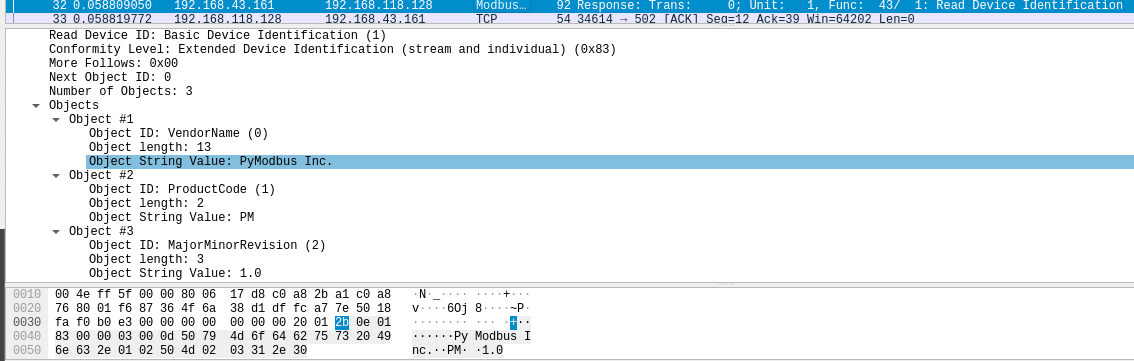 32 0.058809050 192.168.43.161 192.168.118.128 Modbus… 92 Response: Trans: 0; Unit: 1, Func: 43/ 1: Read Device Identification
33 0.058819772 192.168.118.128 192.168.43.161 TCP 54 34614 → 502 [ACK] Seq=12 Ack=39 Win=64202 Len=0
Read Device ID: Basic Device Identification (1)
Conformity Level: Extended Device Identification (stream and individual) (0x83)
More Follows: 0x00
Next Object ID: 0
Number of Objects: 3
Objects
Object #1
Object ID: VendorName (0)
Object length: 13
Object String Value: PyModbus Inc.
Object #2
Object ID: ProductCode (1)
Object length: 2
Object String Value: PM
Object #3
Object ID: MajorMinorRevision (2)
Object length: 3
Object String Value: 1.0
0010 00 4e ff 5f 00 00 80 06 17 d8 c0 a8 2b a1 c0 a8 ·N·_···· ····+···
0020 76 80 01 f6 87 36 4f 6a 38 d1 df fc a7 7e 50 18 v····6Oj 8····~P·
0030 fa f0 b0 e3 00 00 00 00 00 00 00 20 01 2b 0e 01 ········ ··· ·+··
0040 83 00 00 03 00 0d 50 79 4d 6f 64 62 75 73 20 49 ······Py Modbus I
0050 6e 63 2e 01 02 50 4d 02 03 31 2e 30 nc.··PM· ·1.0